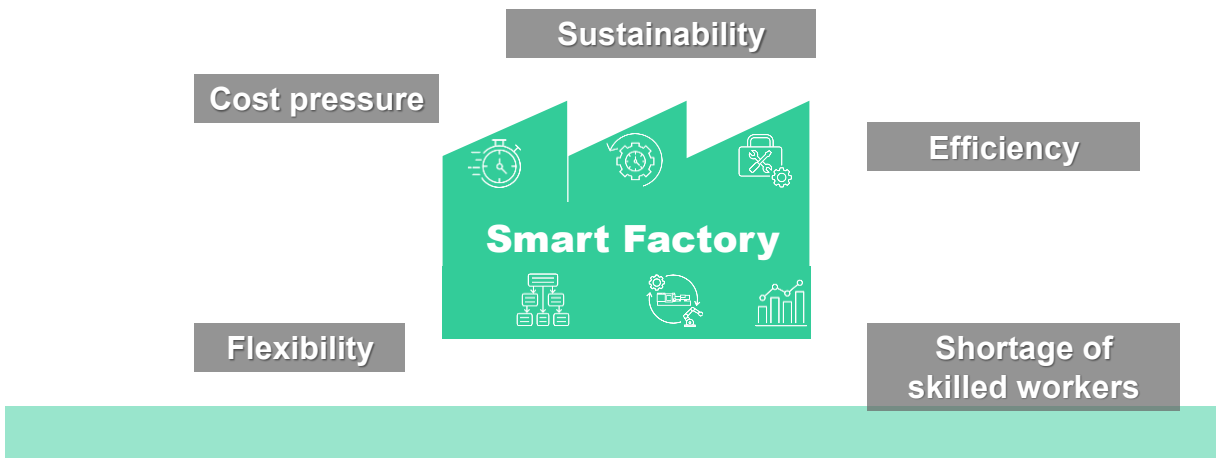 Sustainability
Cost pressure
Efficiency
Smart Factory
Flexibility
Shortage of
skilled workers